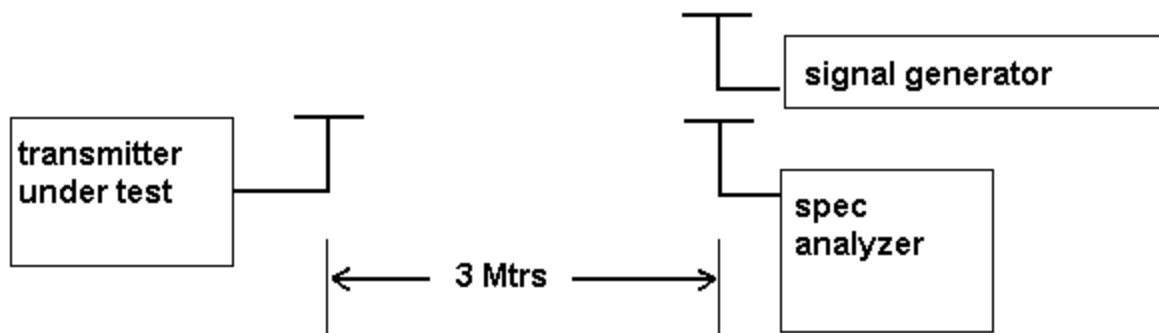 signal generator
transmitter
under test
spec
analyzer
3 Mtrs